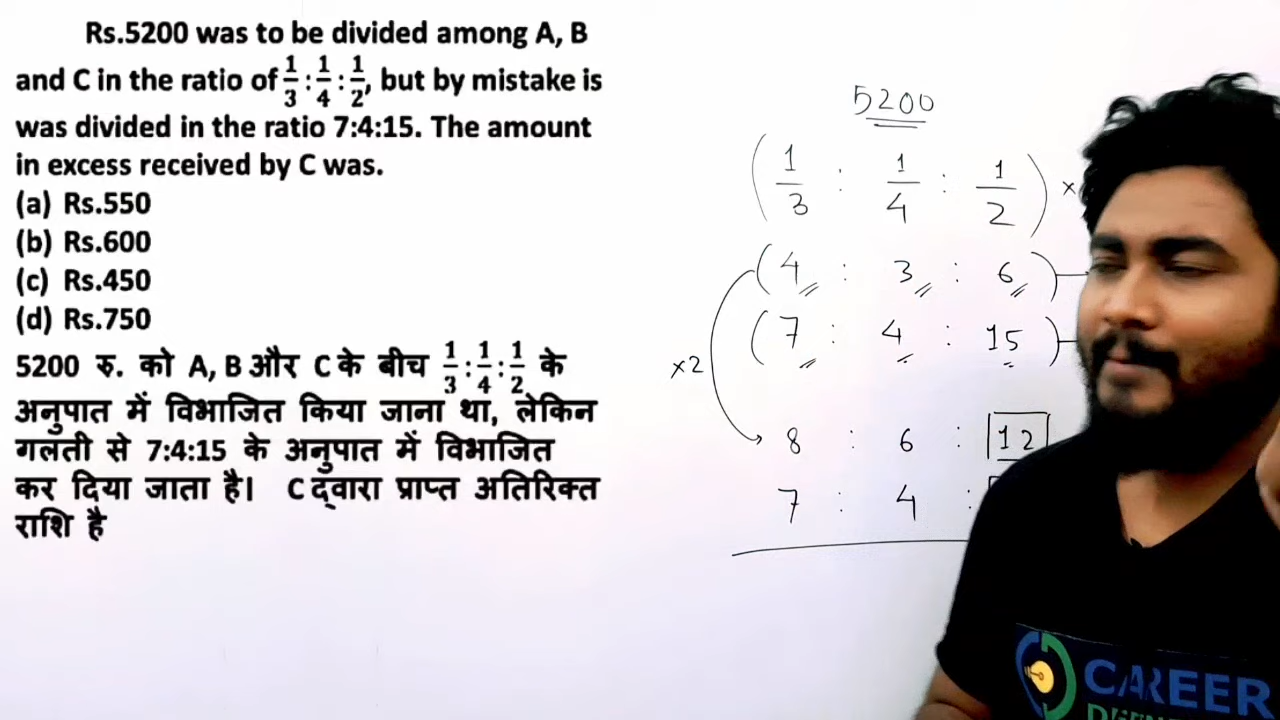 Rs.5200 was to be divided among A, B
and C in the ratio of 1/3 : 1/4 : 1/2, but by mistake is
was divided in the ratio 7:4:15. The amount
in excess received by C was.
(a) Rs.550
(b) Rs.600
(c) Rs.450
(d) Rs.750
5200 रु. को A, B और C के बीच 1/3 : 1/4 : 1/2 के
अनुपात में विभाजित किया जाना था, लेकिन
गलती से 7:4:15 के अनुपात में विभाजित
कर दिया जाता है। C द्वारा प्राप्त अतिरिक्त
राशि है
5200
(1/3 : 1/4 : 1/2) ×
(4 : 3 : 6)
(7 : 4 : 15)
×2
8 : 6 : 12
7 : 4 :
CAREER